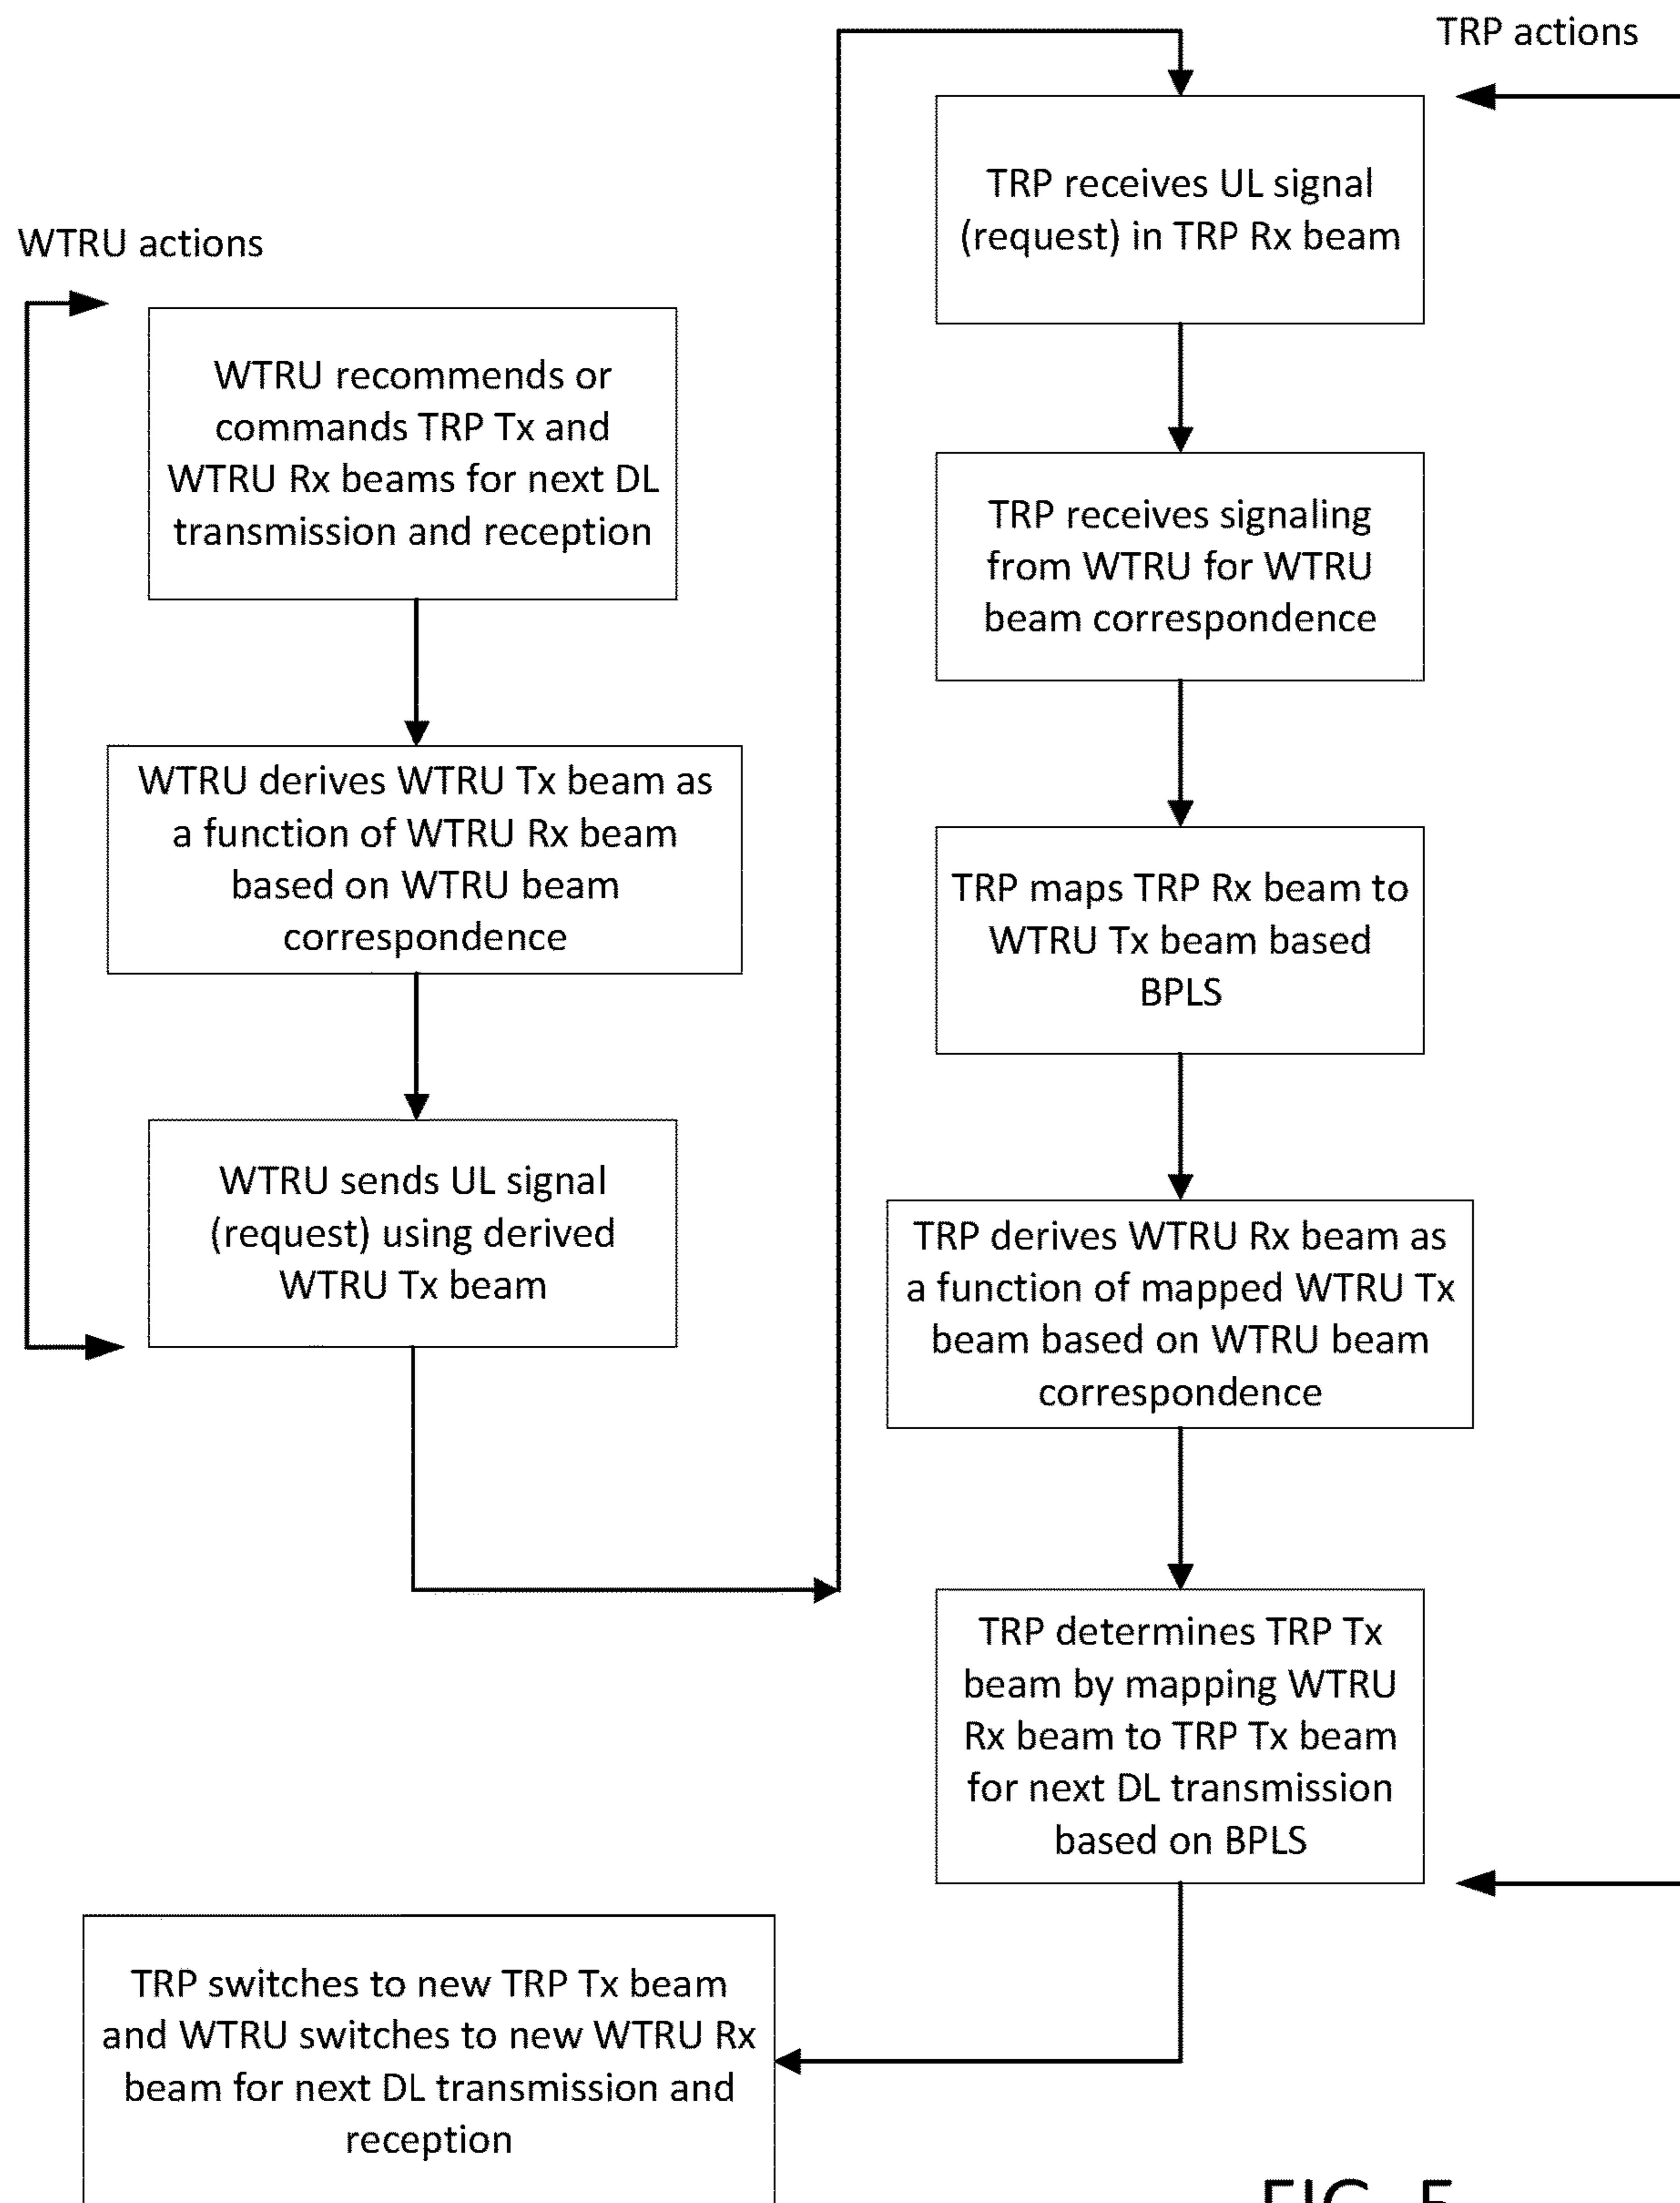 WTRU actions
WTRU recommends or
commands TRP Tx and
WTRU Rx beams for next DL
transmission and reception
WTRU derives WTRU Tx beam as
a function of WTRU Rx beam
based on WTRU beam
correspondence
WTRU sends UL signal
(request) using derived
WTRU Tx beam
TRP actions
TRP receives UL signal
(request) in TRP Rx beam
TRP receives signaling
from WTRU for WTRU
beam correspondence
TRP maps TRP Rx beam to
WTRU Tx beam based
BPLS
TRP derives WTRU Rx beam as
a function of mapped WTRU Tx
beam based on WTRU beam
correspondence
TRP determines TRP Tx
beam by mapping WTRU
Rx beam to TRP Tx beam
for next DL transmission
based on BPLS
TRP switches to new TRP Tx beam
and WTRU switches to new WTRU Rx
beam for next DL transmission and
reception
FIG. 5